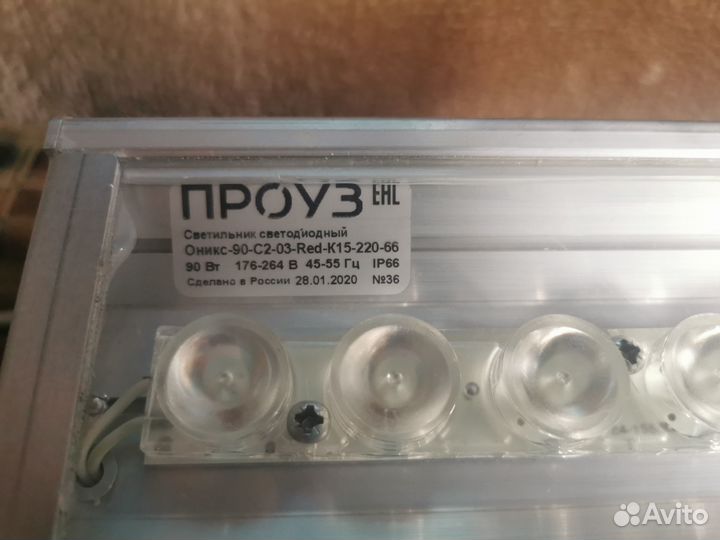 ПРОУЗ EAC
Светильник светодиодный
Оникс-90-С2-03-Red-К15-220-66
90 Вт 176-264 В 45-55 Гц IP66
Сделано в России 28.01.2020 №36
Avito